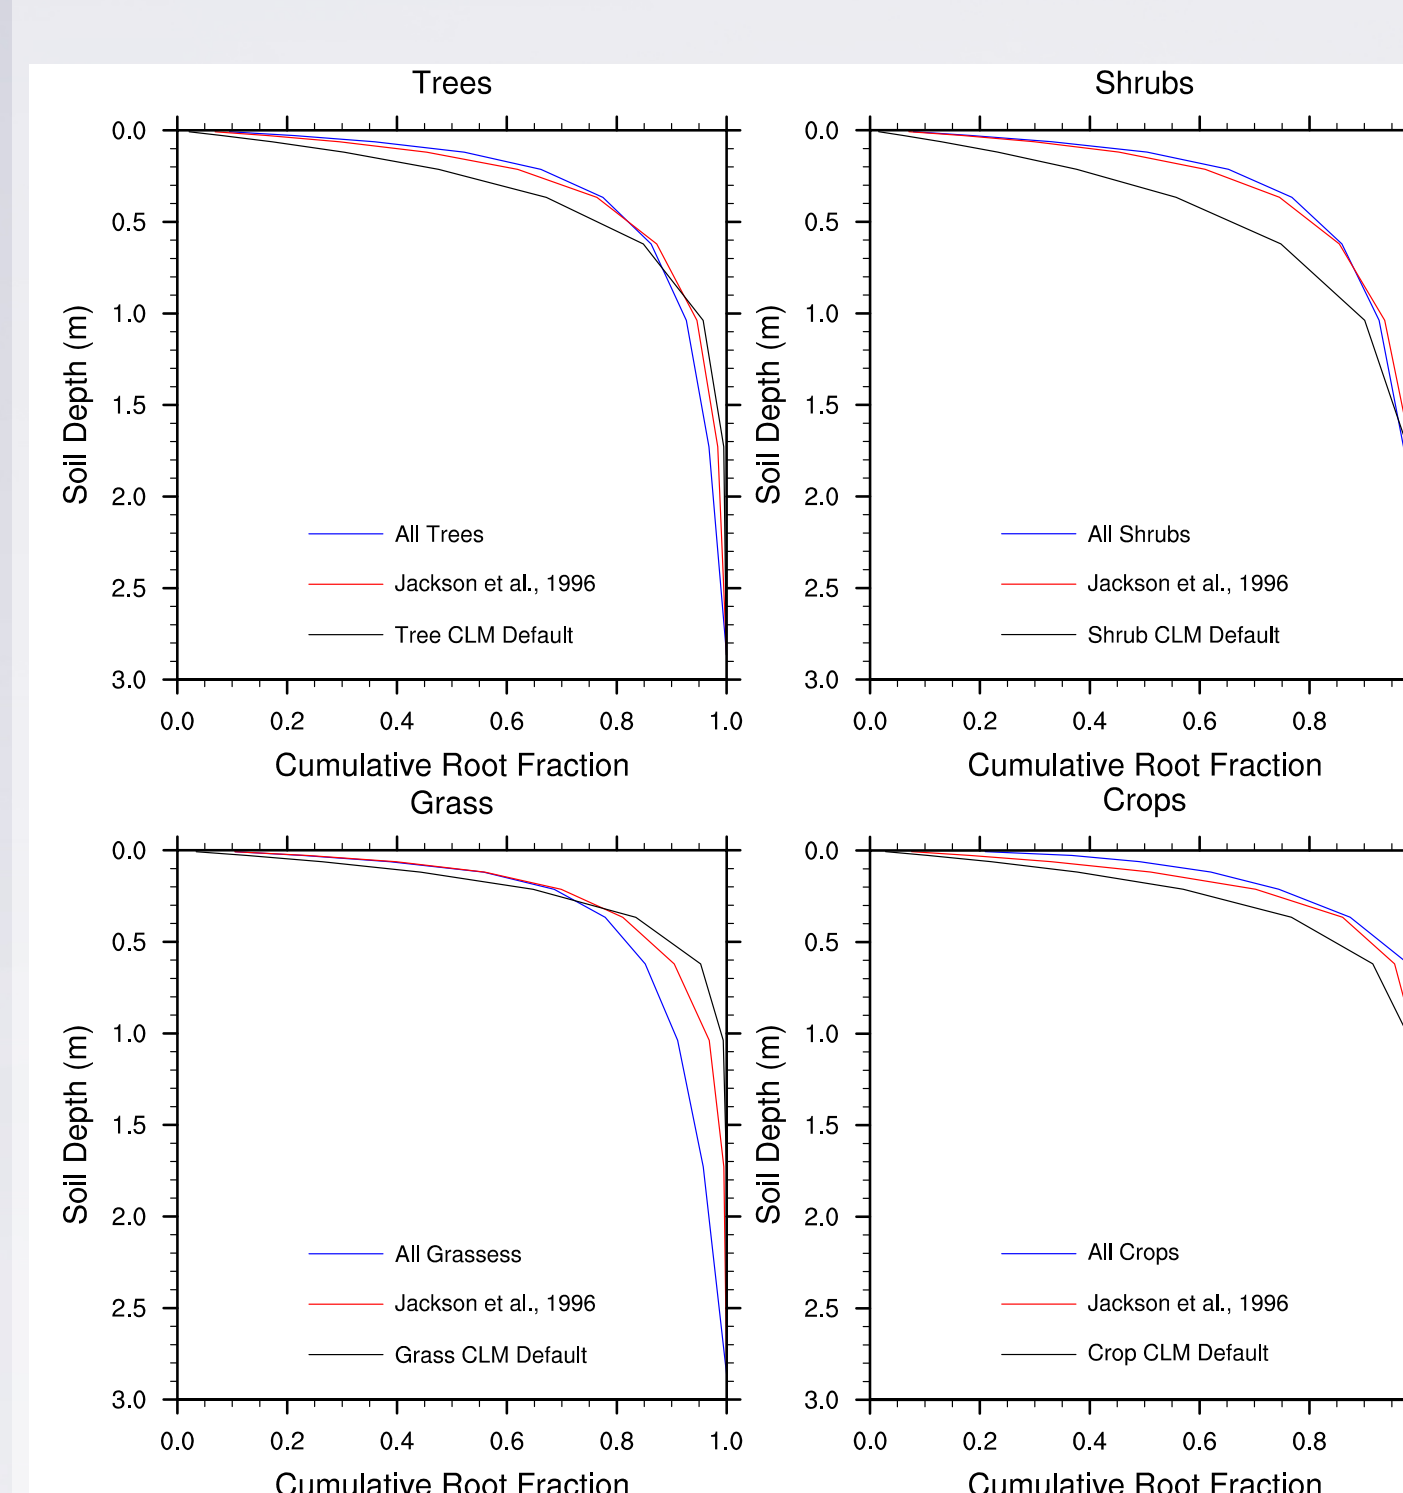 Trees
0.0
0.5
1.0
1.5
2.0
2.5
3.0
Soil Depth (m)
All Trees
Jackson et al., 1996
Tree CLM Default
0.0 0.2 0.4 0.6 0.8 1.0
Cumulative Root Fraction
Shrubs
0.0
0.5
1.0
1.5
2.0
2.5
3.0
Soil Depth (m)
All Shrubs
Jackson et al., 1996
Shrub CLM Default
0.0 0.2 0.4 0.6 0.8
Cumulative Root Fraction
Grass
0.0
0.5
1.0
1.5
2.0
2.5
3.0
Soil Depth (m)
All Grassess
Jackson et al., 1996
Grass CLM Default
0.0 0.2 0.4 0.6 0.8 1.0
Cumulative Root Fraction
Crops
0.0
0.5
1.0
1.5
2.0
2.5
3.0
Soil Depth (m)
All Crops
Jackson et al., 1996
Crop CLM Default
0.0 0.2 0.4 0.6 0.8
Cumulative Root Fraction